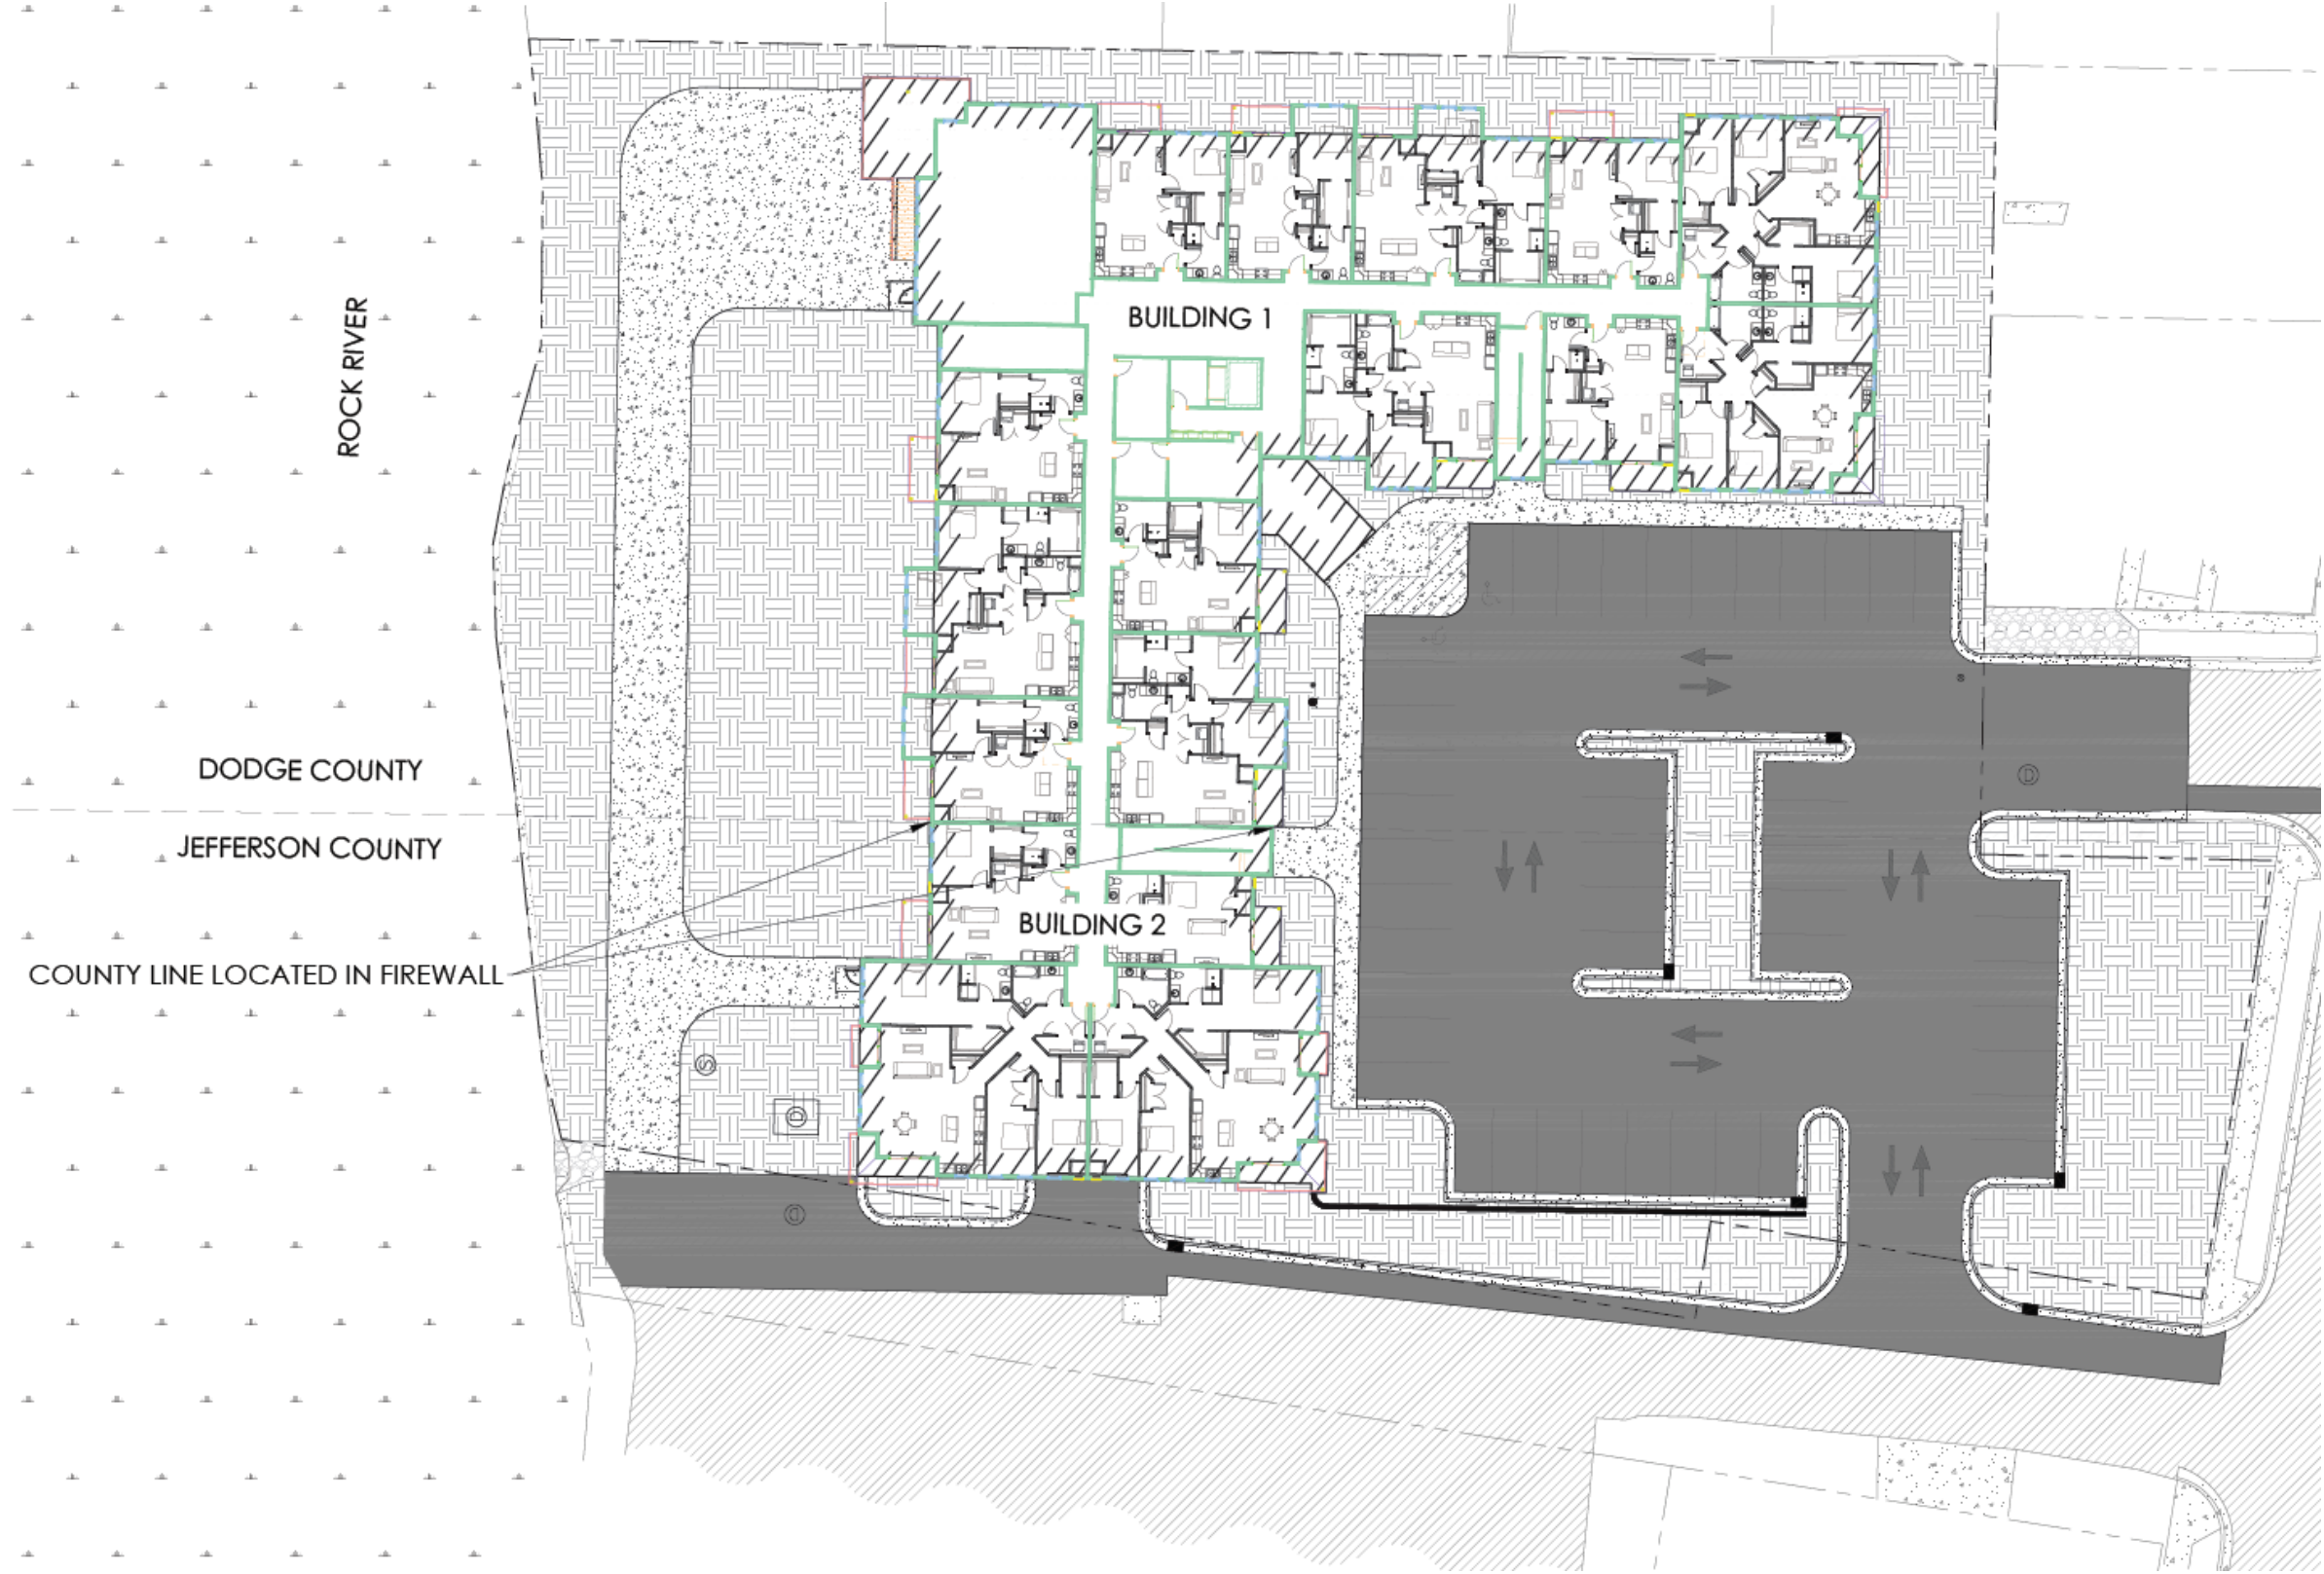 BUILDING 1
ROCK RIVER
DODGE COUNTY
JEFFERSON COUNTY
BUILDING 2
COUNTY LINE LOCATED IN FIREWALL
S
D
D
D